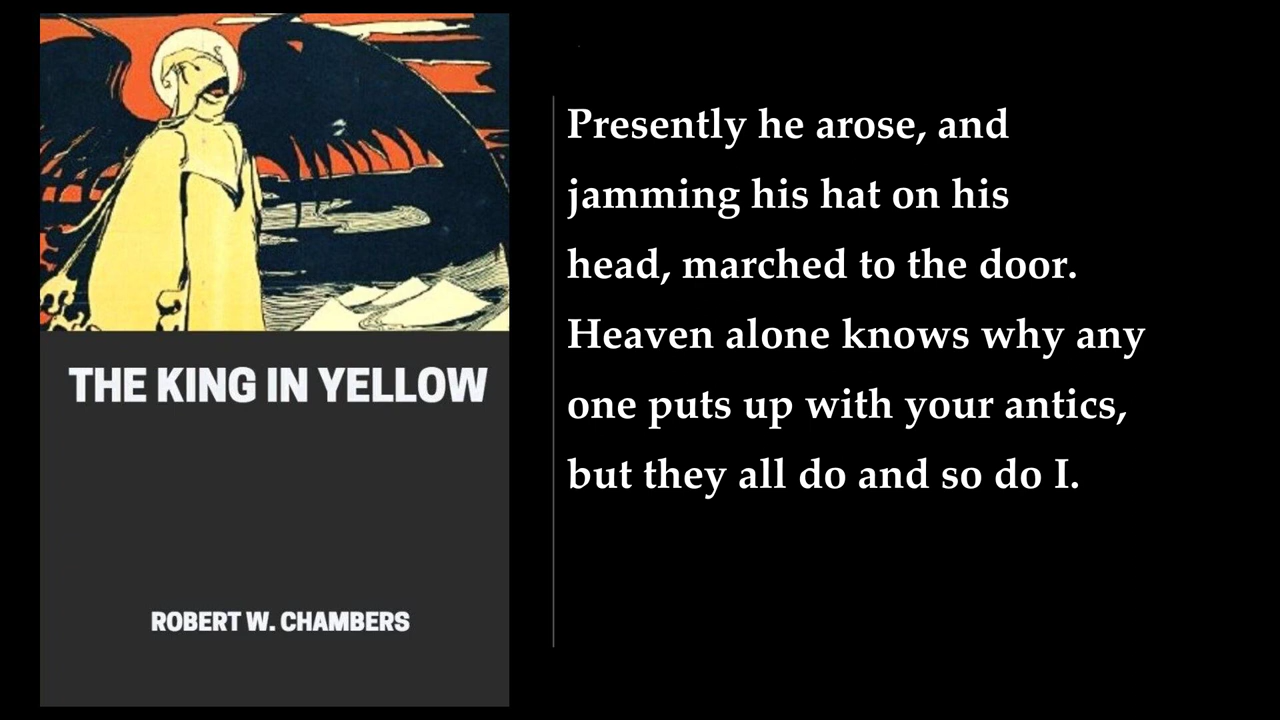 THE KING IN YELLOW
ROBERT W. CHAMBERS
Presently he arose, and
jamming his hat on his
head, marched to the door.
Heaven alone knows why any
one puts up with your antics,
but they all do and so do I.